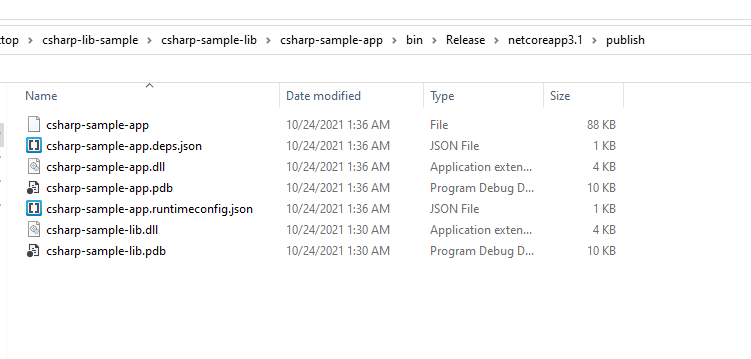 ttop > csharp-lib-sample > csharp-sample-lib > csharp-sample-app > bin > Release > netcoreapp3.1 > publish
Name Date modified Type Size
csharp-sample-app 10/24/2021 1:36 AM File 88 KB
csharp-sample-app.deps.json 10/24/2021 1:36 AM JSON File 1 KB
csharp-sample-app.dll 10/24/2021 1:36 AM Application exten... 4 KB
csharp-sample-app.pdb 10/24/2021 1:36 AM Program Debug D... 10 KB
csharp-sample-app.runtimeconfig.json 10/24/2021 1:36 AM JSON File 1 KB
csharp-sample-lib.dll 10/24/2021 1:30 AM Application exten... 4 KB
csharp-sample-lib.pdb 10/24/2021 1:30 AM Program Debug D... 10 KB